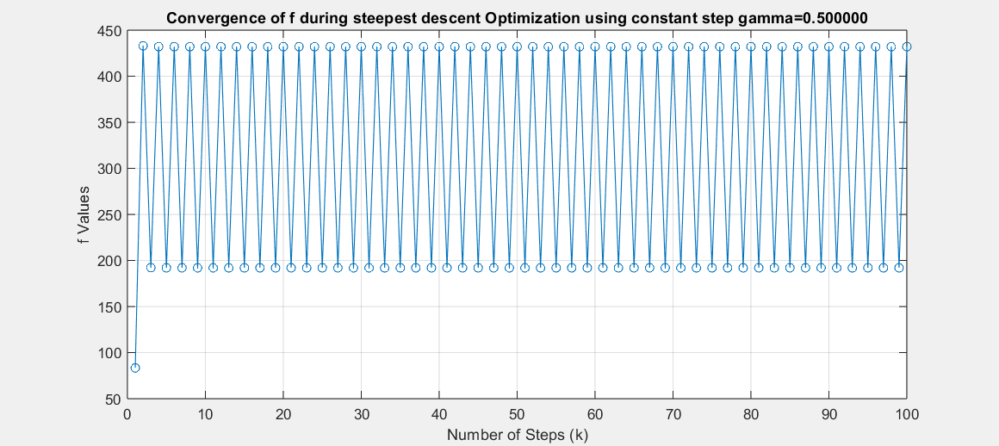 Convergence of f during steepest descent Optimization using constant step gamma=0.500000
450
400
350
300
250
200
150
100
50
f Values
0 10 20 30 40 50 60 70 80 90 100
Number of Steps (k)